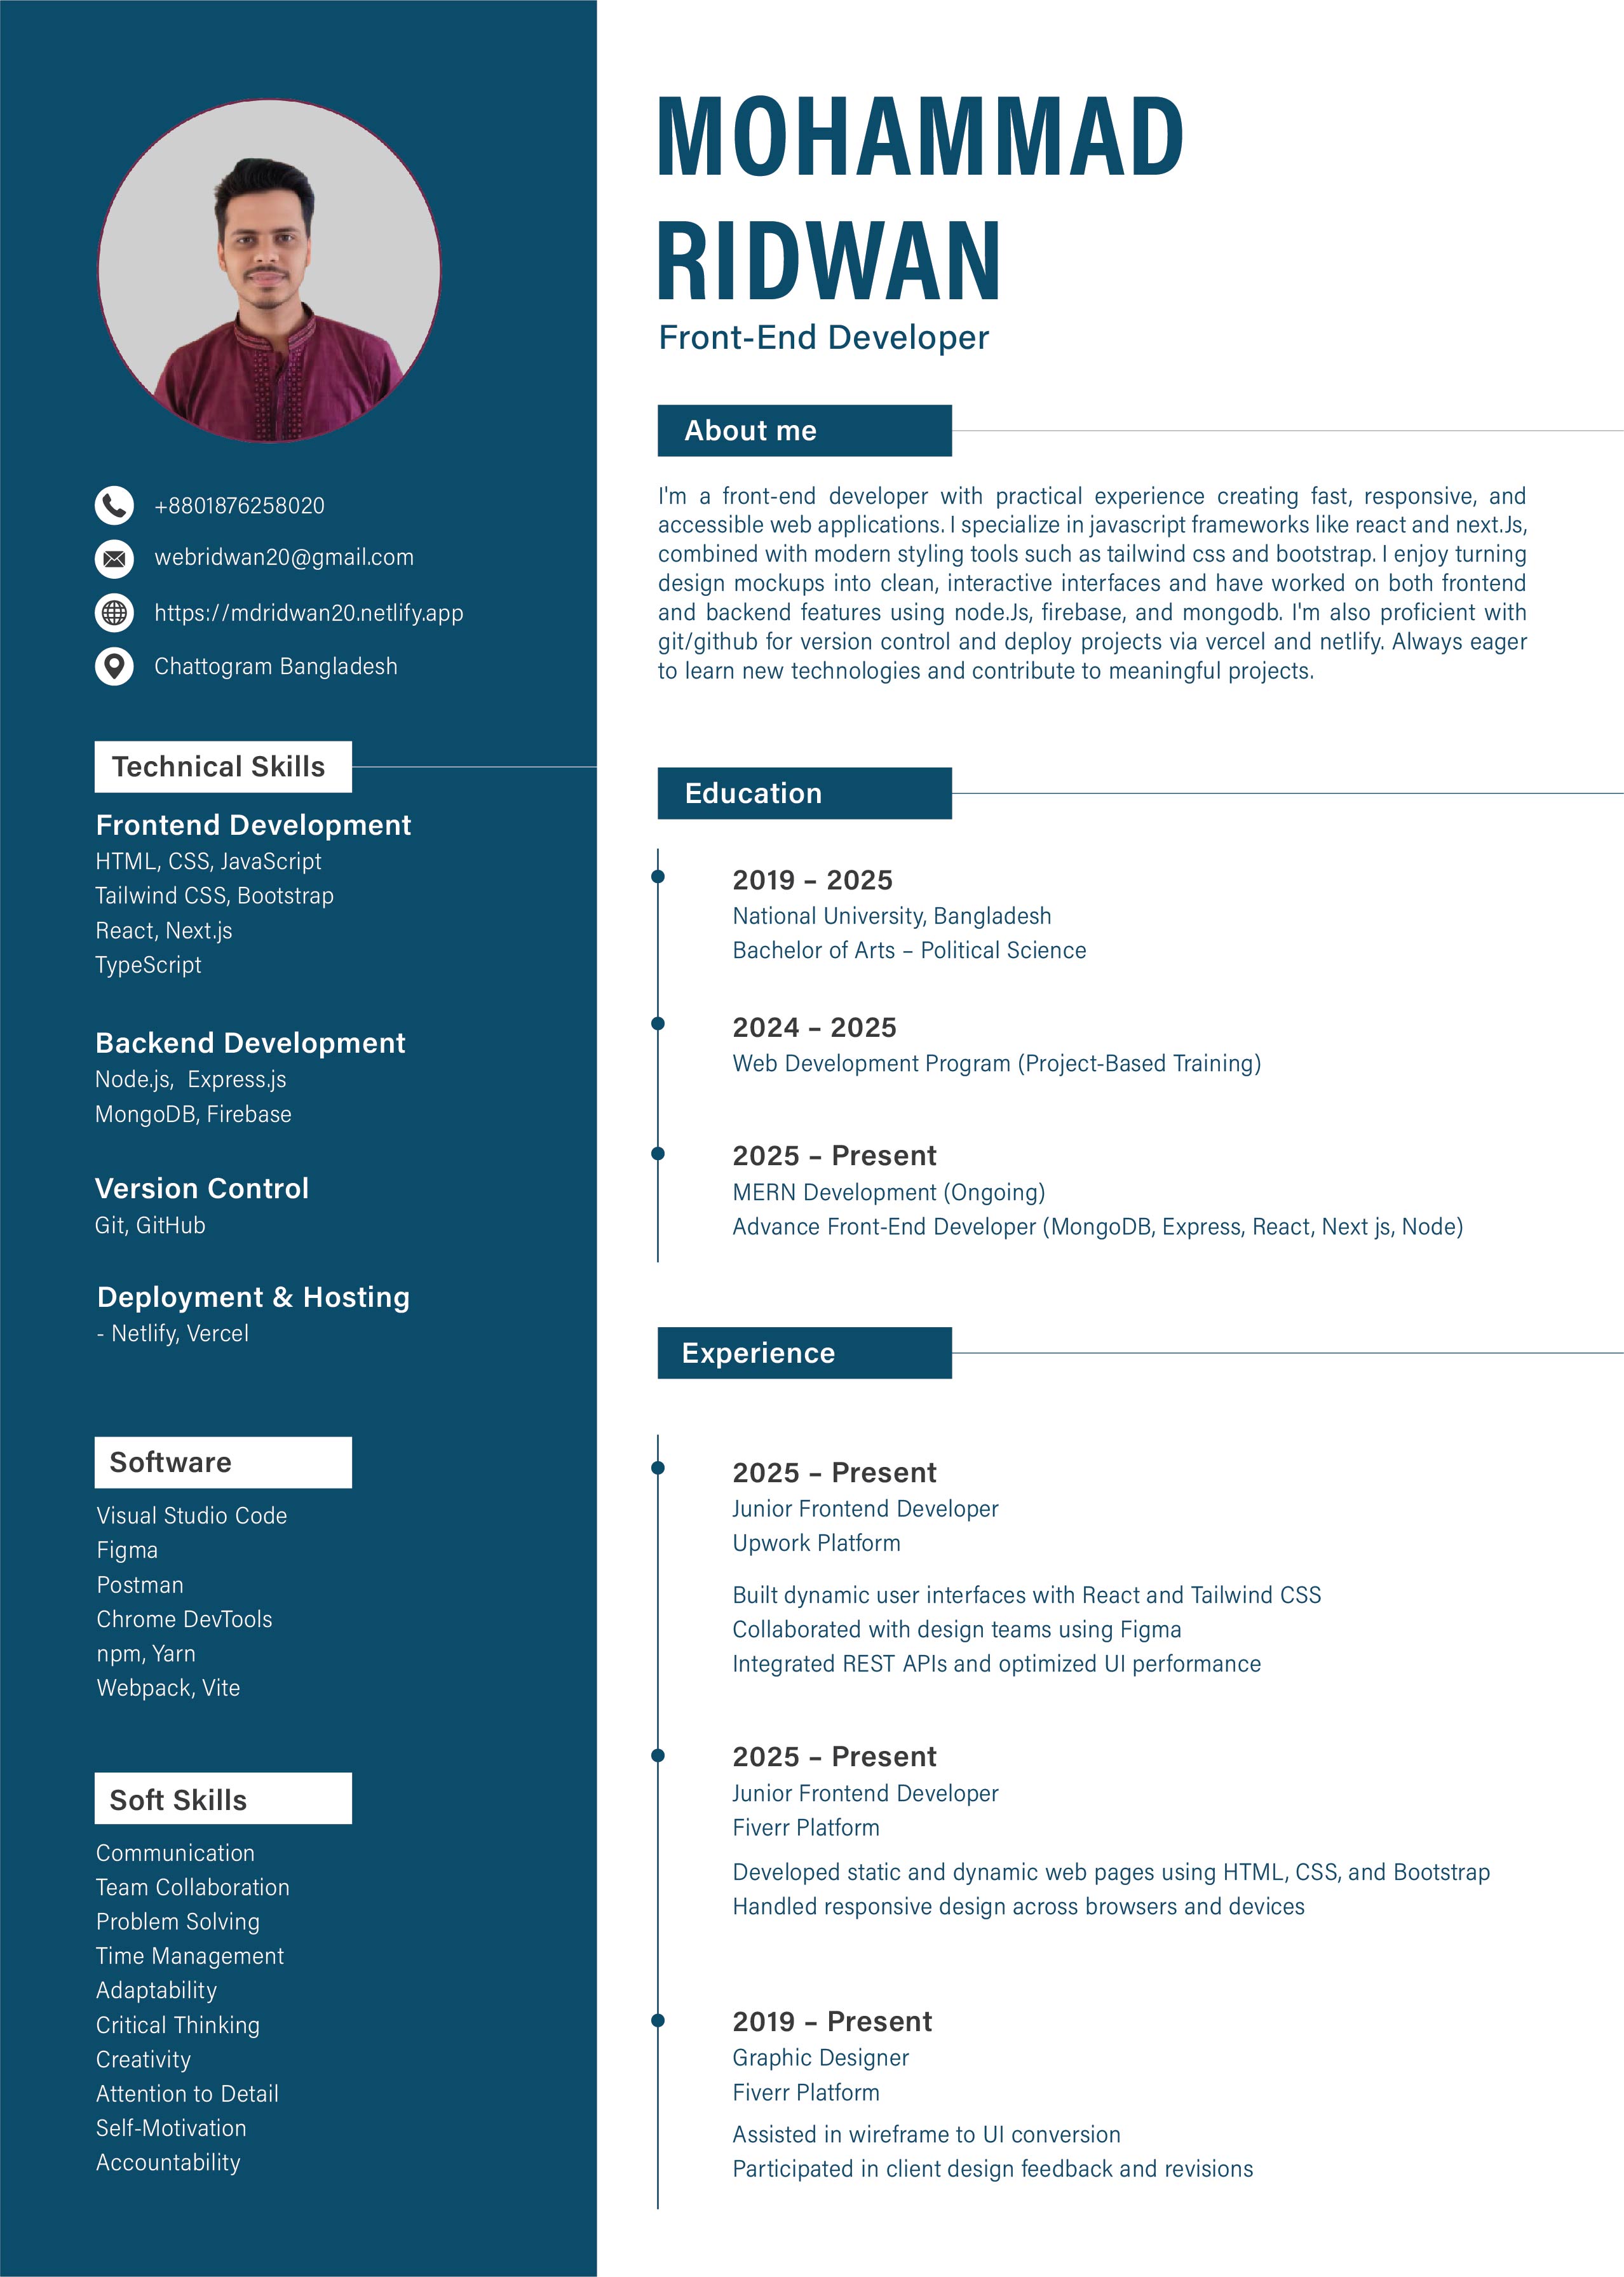 MOHAMMAD
RIDWAN
Front-End Developer
+8801876258020
webridwan20@gmail.com
https://mdridwan20.netlify.app
Chattogram Bangladesh
Technical Skills
Frontend Development
HTML, CSS, JavaScript
Tailwind CSS, Bootstrap
React, Next.js
TypeScript
Backend Development
Node.js,  Express.js
MongoDB, Firebase
Version Control
Git, GitHub
Deployment & Hosting
- Netlify, Vercel
Software
Visual Studio Code
Figma
Postman
Chrome DevTools
npm, Yarn
Webpack, Vite
Soft Skills
Communication
Team Collaboration
Problem Solving
Time Management
Adaptability
Critical Thinking
Creativity
Attention to Detail
Self-Motivation
Accountability
About me
I'm a front-end developer with practical experience creating fast, responsive, and
accessible web applications. I specialize in javascript frameworks like react and next.Js,
combined with modern styling tools such as tailwind css and bootstrap. I enjoy turning
design mockups into clean, interactive interfaces and have worked on both frontend
and backend features using node.Js, firebase, and mongodb. I'm also proficient with
git/github for version control and deploy projects via vercel and netlify. Always eager
to learn new technologies and contribute to meaningful projects.
Education
2019 – 2025
National University, Bangladesh
Bachelor of Arts – Political Science
2024 – 2025
Web Development Program (Project-Based Training)
2025 – Present
MERN Development (Ongoing)
Advance Front-End Developer (MongoDB, Express, React, Next js, Node)
Experience
2025 – Present
Junior Frontend Developer
Upwork Platform
Built dynamic user interfaces with React and Tailwind CSS
Collaborated with design teams using Figma
Integrated REST APIs and optimized UI performance
2025 – Present
Junior Frontend Developer
Fiverr Platform
Developed static and dynamic web pages using HTML, CSS, and Bootstrap
Handled responsive design across browsers and devices
2019 – Present
Graphic Designer
Fiverr Platform
Assisted in wireframe to UI conversion
Participated in client design feedback and revisions